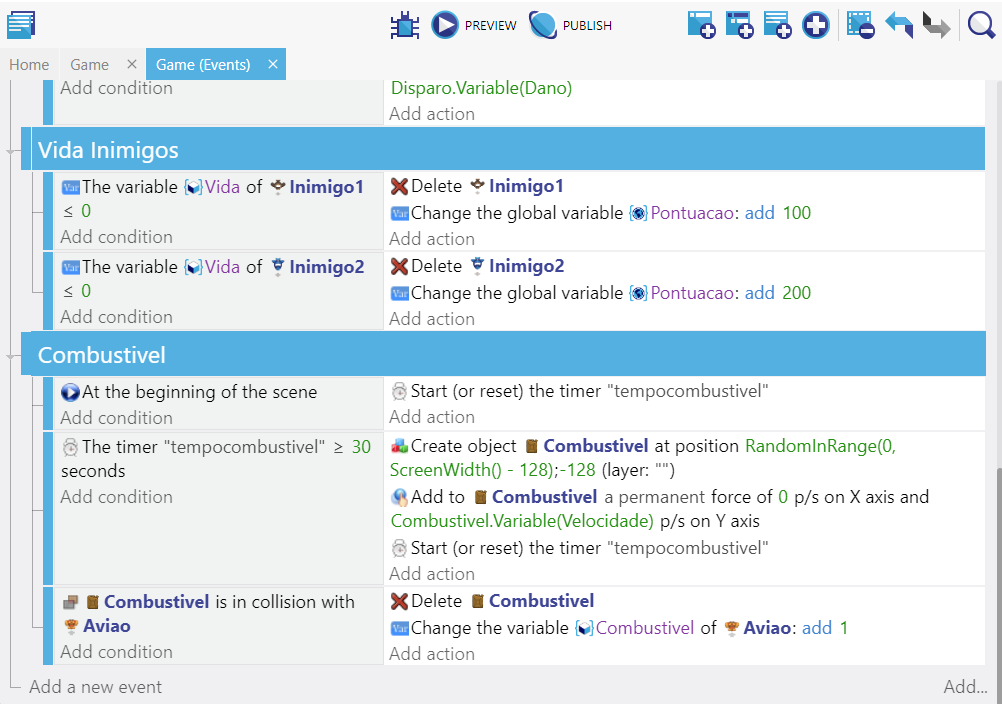 PREVIEW PUBLISH
Home Game × Game (Events) ×
Add condition
Disparo.Variable(Dano)
Add action
Vida Inimigos
Var The variable Vida of Inimigo1
≤ 0
Add condition
Delete Inimigo1
Var Change the global variable Pontuacao: add 100
Add action
Var The variable Vida of Inimigo2
≤ 0
Add condition
Delete Inimigo2
Var Change the global variable Pontuacao: add 200
Add action
Combustivel
At the beginning of the scene
Add condition
Start (or reset) the timer "tempocombustivel"
Add action
The timer "tempocombustivel" ≥ 30
seconds
Add condition
Create object Combustivel at position RandomInRange(0,
ScreenWidth() - 128);-128 (layer: "")
Add to Combustivel a permanent force of 0 p/s on X axis and
Combustivel.Variable(Velocidade) p/s on Y axis
Start (or reset) the timer "tempocombustivel"
Add action
Combustivel is in collision with
Aviao
Add condition
Delete Combustivel
Var Change the variable Combustivel of Aviao: add 1
Add action
Add a new event Add...